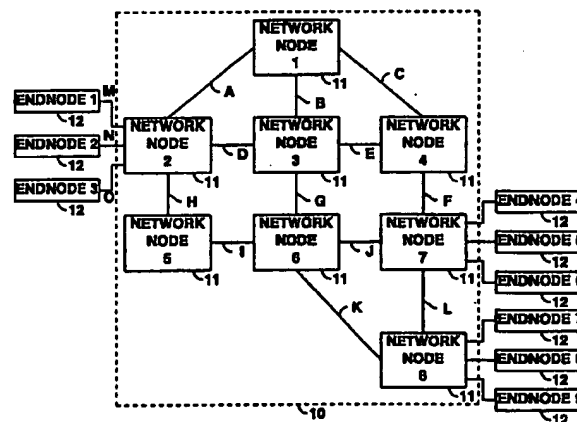 NETWORK
NODE
1
11
A
B
C
M
ENDNODE 1
12
N
ENDNODE 2
12
O
ENDNODE 3
12
NETWORK
NODE
2
11
D
NETWORK
NODE
3
11
E
NETWORK
NODE
4
11
H
G
F
NETWORK
NODE
5
11
I
NETWORK
NODE
6
11
J
NETWORK
NODE
7
11
K
L
NETWORK
NODE
8
11
ENDNODE
12
ENDNODE
12
ENDNODE
12
ENDNODE
12
ENDNODE
12
ENDNODE
12
10